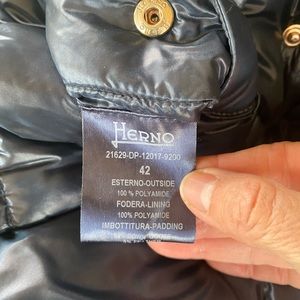 HERNO
21629-DP-12017-9200
42
ESTERNO-OUTSIDE
100 % POLYAMIDE
FODERA-LINING
100% POLYAMIDE
IMBOTTITURA-PADDING